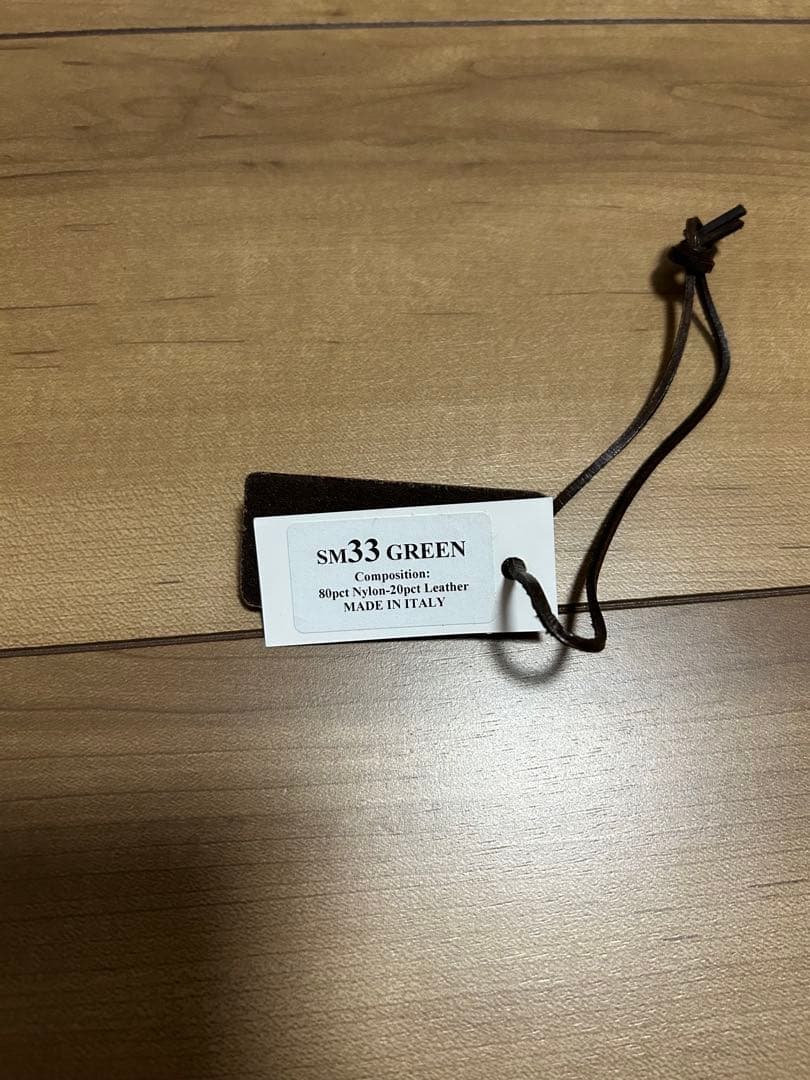 SM33 GREEN
Composition:
80pct Nylon-20pct Leather
MADE IN ITALY